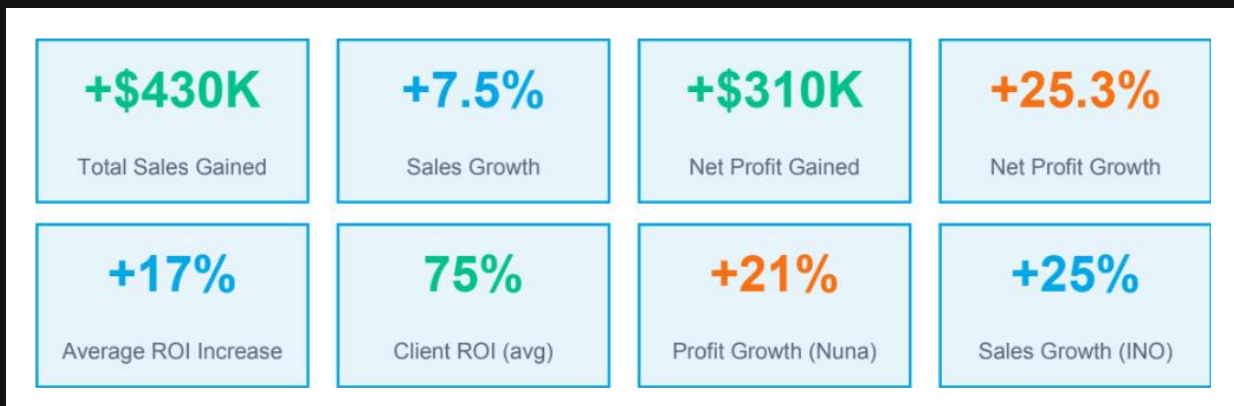 +$430K
Total Sales Gained
+7.5%
Sales Growth
+$310K
Net Profit Gained
+25.3%
Net Profit Growth
+17%
Average ROI Increase
75%
Client ROI (avg)
+21%
Profit Growth (Nuna)
+25%
Sales Growth (INO)